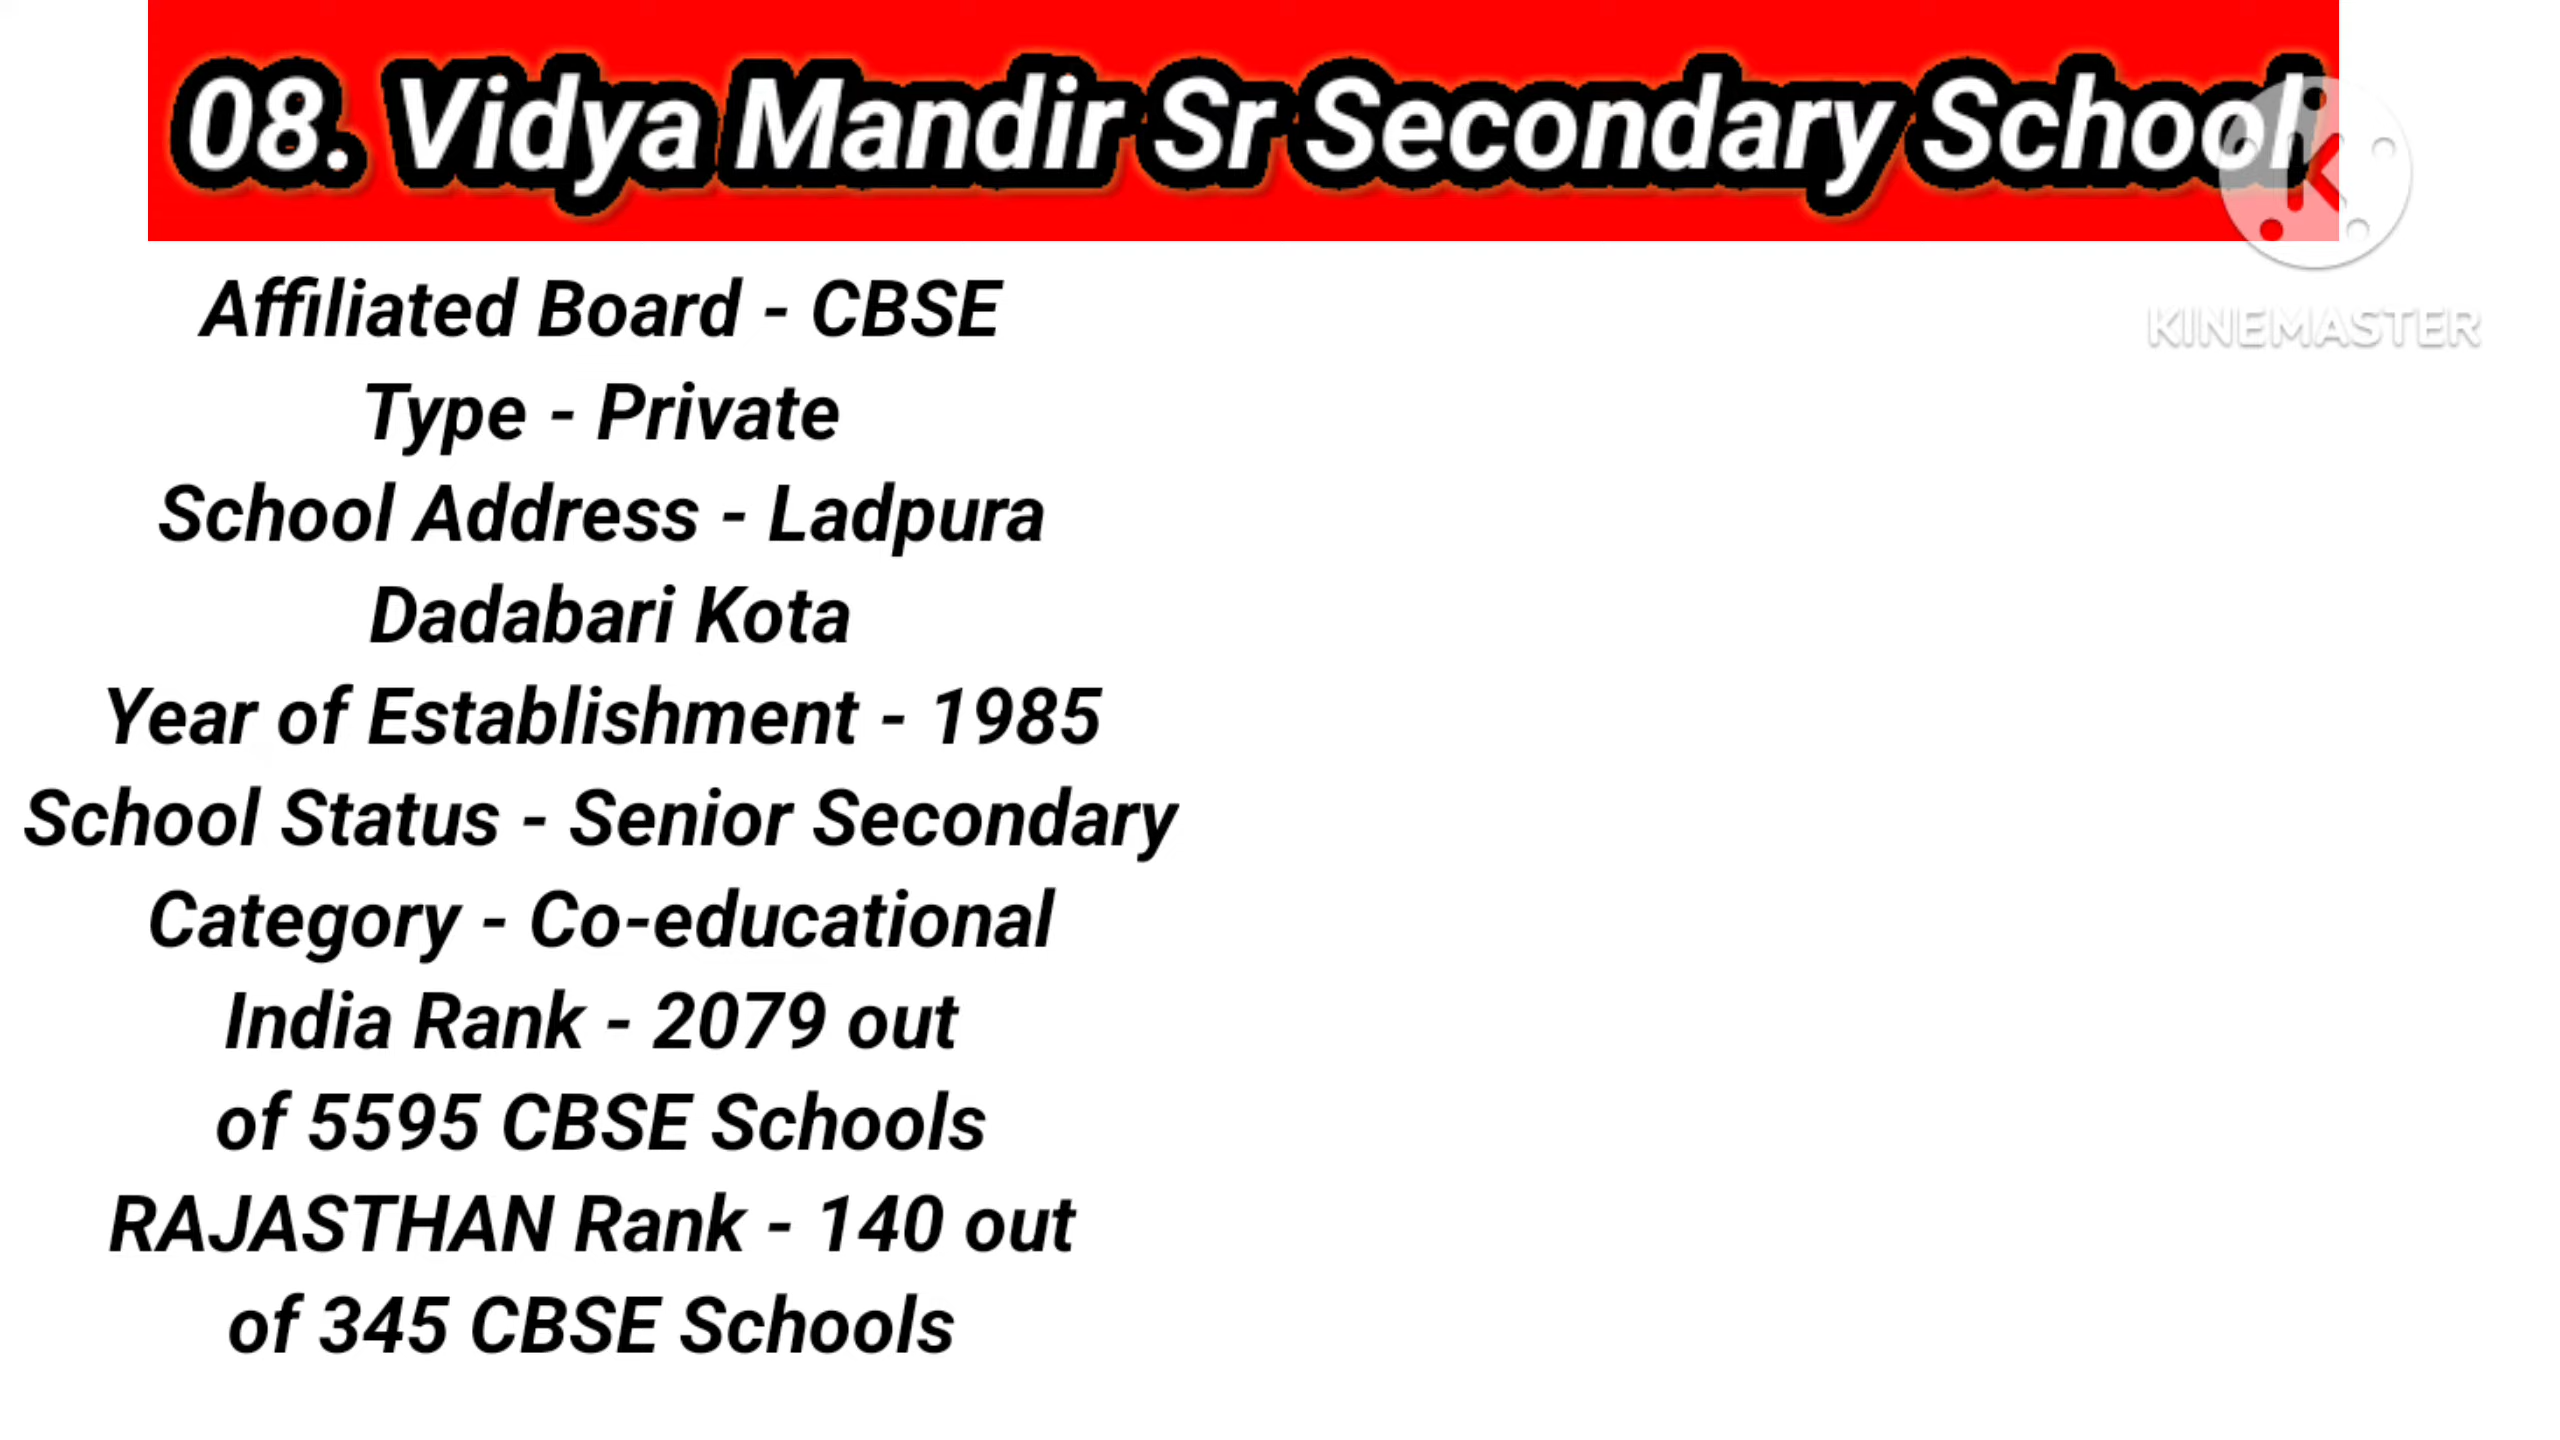 08. Vidya Mandir Sr Secondary School
KINEMASTER
Affiliated Board - CBSE
Type - Private
School Address - Ladpura
Dadabari Kota
Year of Establishment - 1985
School Status - Senior Secondary
Category - Co-educational
India Rank - 2079 out
of 5595 CBSE Schools
RAJASTHAN Rank - 140 out
of 345 CBSE Schools